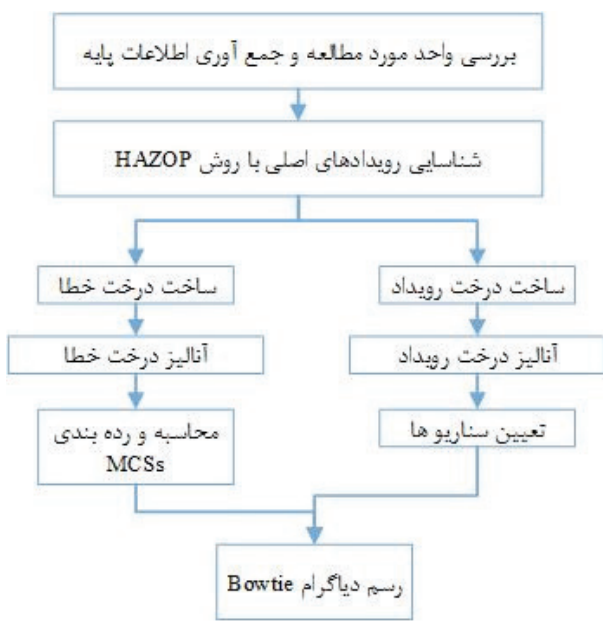 بررسی واحد مورد مطالعه و جمع آوری اطلاعات پایه
شناسایی رویدادهای اصلی با روش HAZOP
ساخت درخت رویداد
ساخت درخت خطا
آنالیز درخت رویداد
آنالیز درخت خطا
تعیین سناریو ها
محاسبه و رده بندی
MCSs
رسم دیاگرام Bowtie